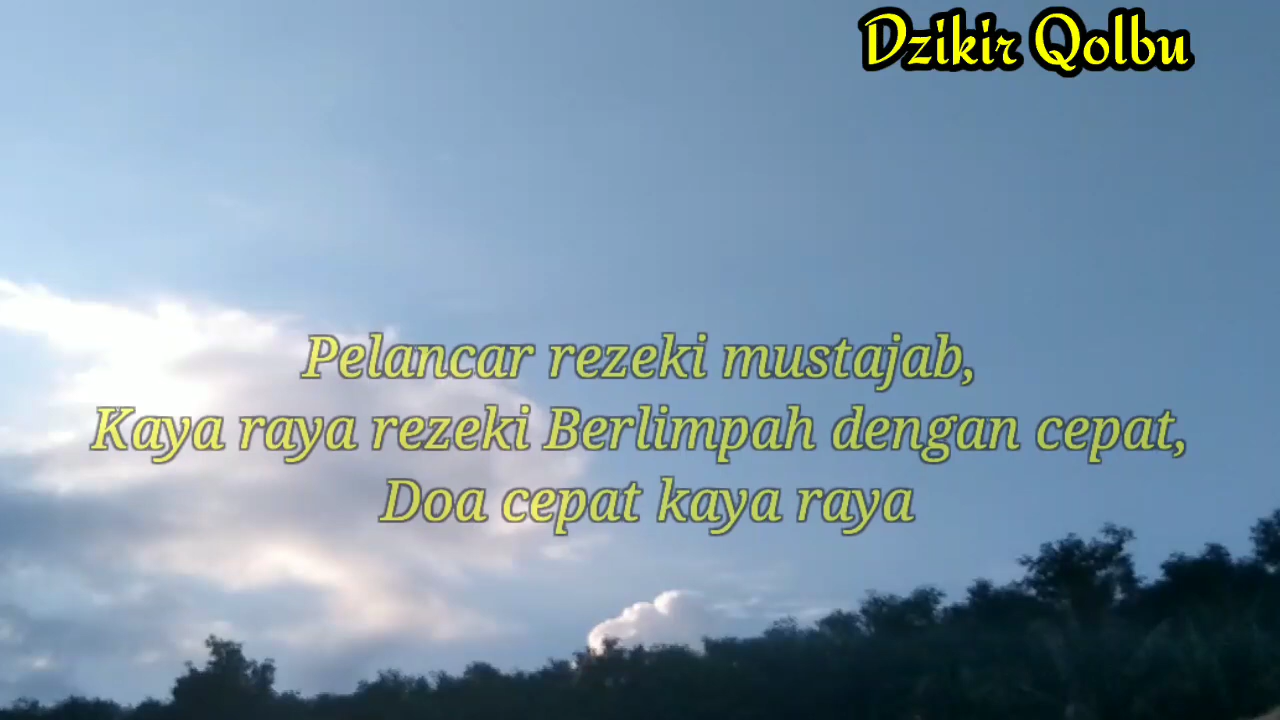 Dzikir Qolbu
Pelancar rezeki mustajab,
Kaya raya rezeki Berlimpah dengan cepat,
Doa cepat kaya raya